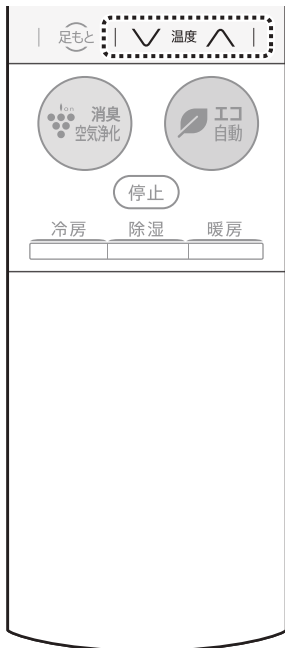 足もと 温度
ion
消臭
空気浄化
エコ
自動
停止
冷房 除湿 暖房